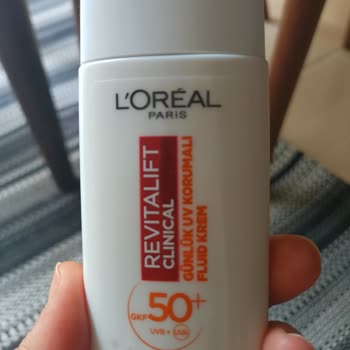 L'ORÉAL
PARIS
REVITALIFT
CLINICAL
GÜNLÜK UV KORUMALI
FLUID KREM
GKF 50+
UVB + UVA